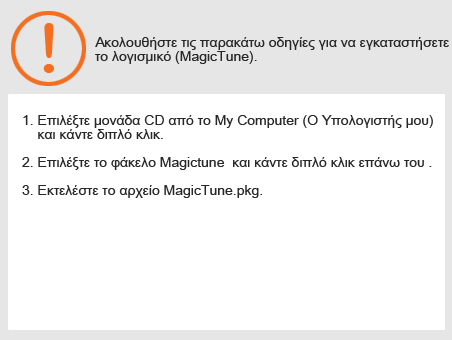 Ακολουθήστε τις παρακάτω οδηγίες για να εγκαταστήσετε
το λογισμικό (MagicTune).
1. Επιλέξτε μονάδα CD από το My Computer (Ο Υπολογιστής μου)
και κάντε διπλό κλικ.
2. Επιλέξτε το φάκελο Magictune  και κάντε διπλό κλικ επάνω του .
3. Εκτελέστε το αρχείο MagicTune.pkg.